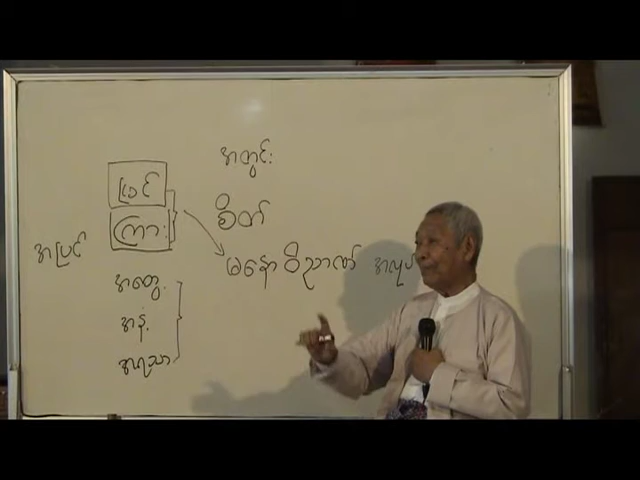 အတွင်း
မြင်
ကြား
စိတ်
အပြင်
မနောဝိညာဏ်
အတွေ့
အနံ့
အရသာ